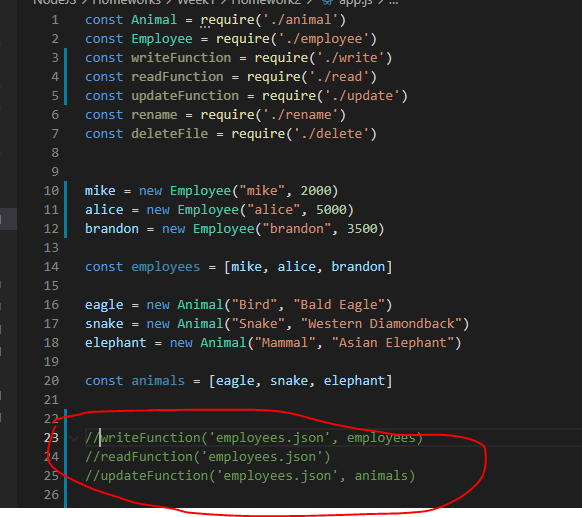 NodeJS > Homeworks > Week1 > Homework2 > app.js > ...
1 const Animal = require('./animal')
2 const Employee = require('./employee')
3 const writeFunction = require('./write')
4 const readFunction = require('./read')
5 const updateFunction = require('./update')
6 const rename = require('./rename')
7 const deleteFile = require('./delete')
8
9
10 mike = new Employee("mike", 2000)
11 alice = new Employee("alice", 5000)
12 brandon = new Employee("brandon", 3500)
13
14 const employees = [mike, alice, brandon]
15
16 eagle = new Animal("Bird", "Bald Eagle")
17 snake = new Animal("Snake", "Western Diamondback")
18 elephant = new Animal("Mammal", "Asian Elephant")
19
20 const animals = [eagle, snake, elephant]
21
22
23 //writeFunction('employees.json', employees)
24 //readFunction('employees.json')
25 //updateFunction('employees.json', animals)
26